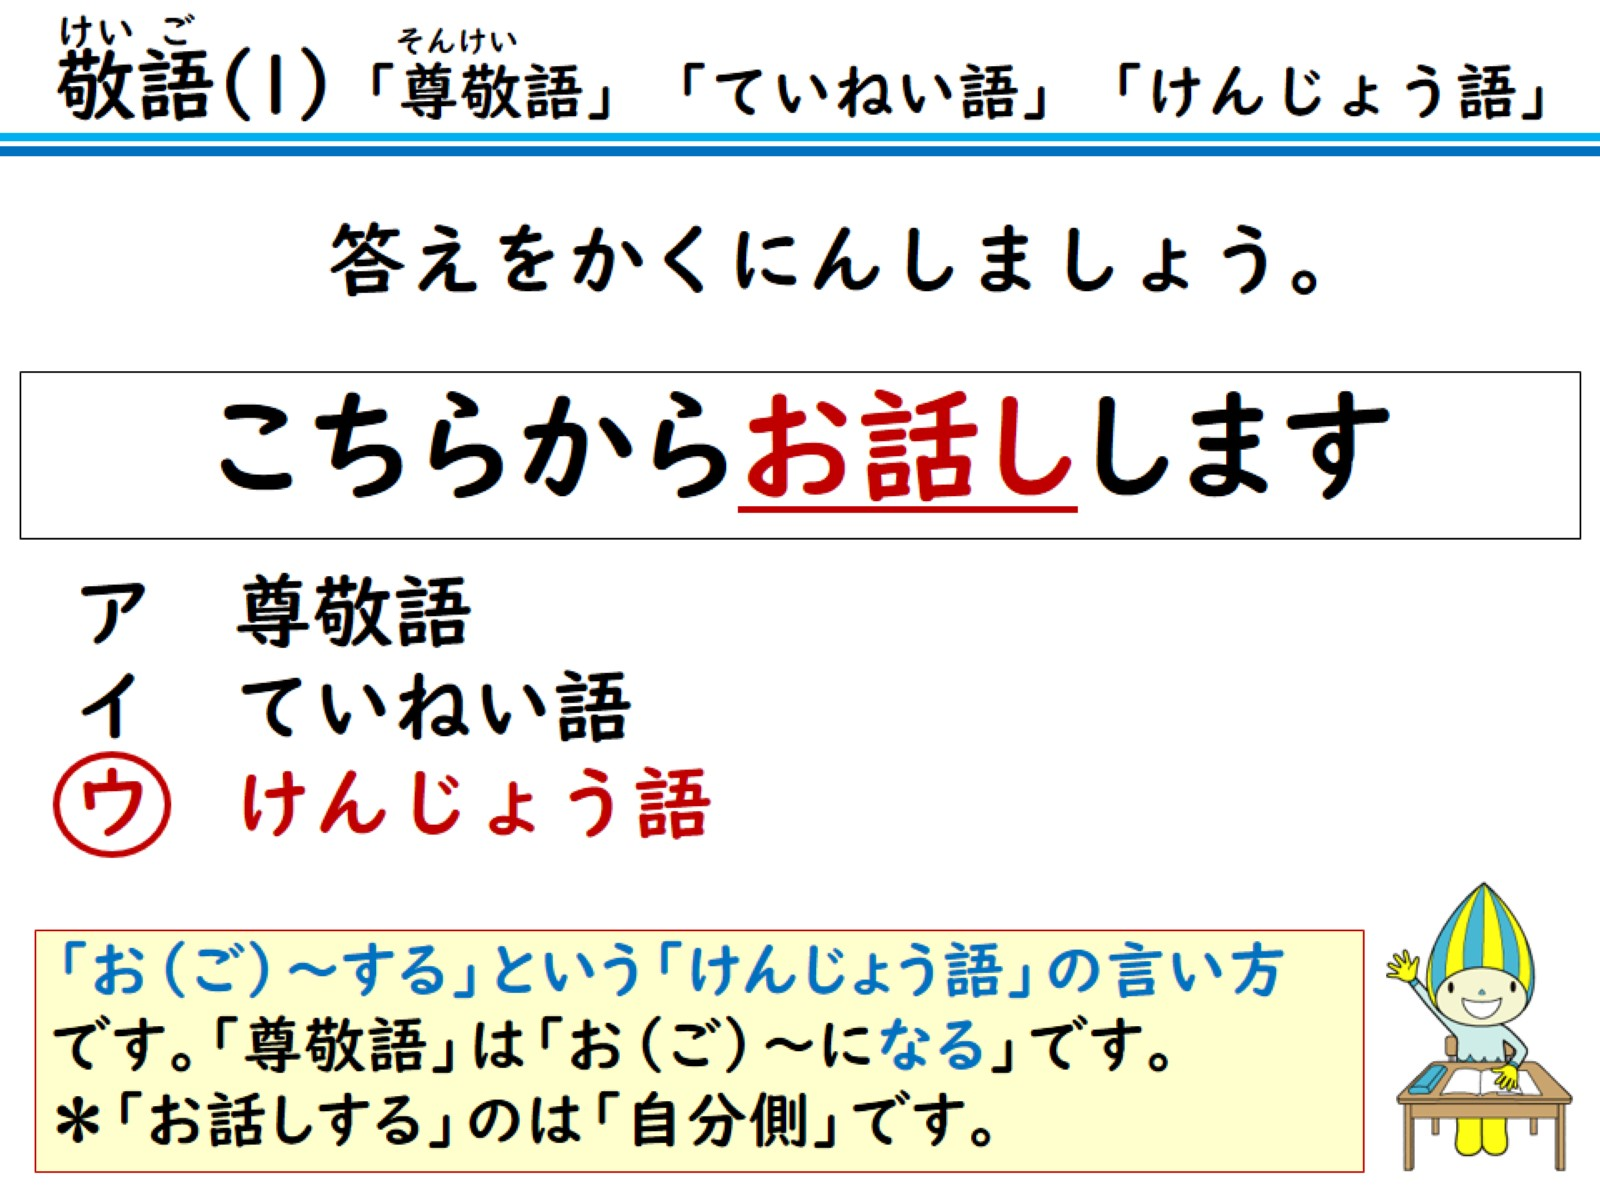 けい ご そんけい
敬語(1)「尊敬語」「ていねい語」「けんじょう語」
答えをかくにんしましょう。
こちらからお話しします
ア 尊敬語
イ ていねい語
ウ けんじょう語
「お(ご)~する」という「けんじょう語」の言い方
です。「尊敬語」は「お(ご)~になる」です。
*「お話しする」のは「自分側」です。